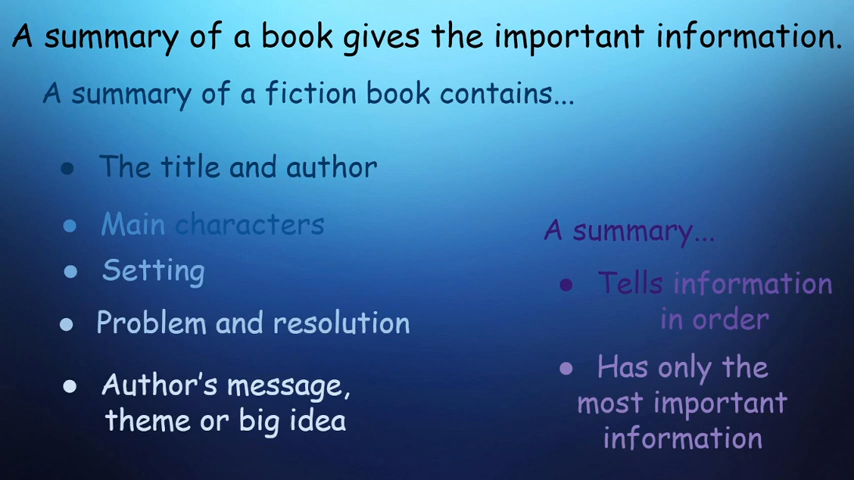 A summary of a book gives the important information.
A summary of a fiction book contains...
● The title and author
● Main characters
● Setting
● Problem and resolution
● Author's message,
theme or big idea
A summary...
● Tells information
in order
● Has only the
most important
information